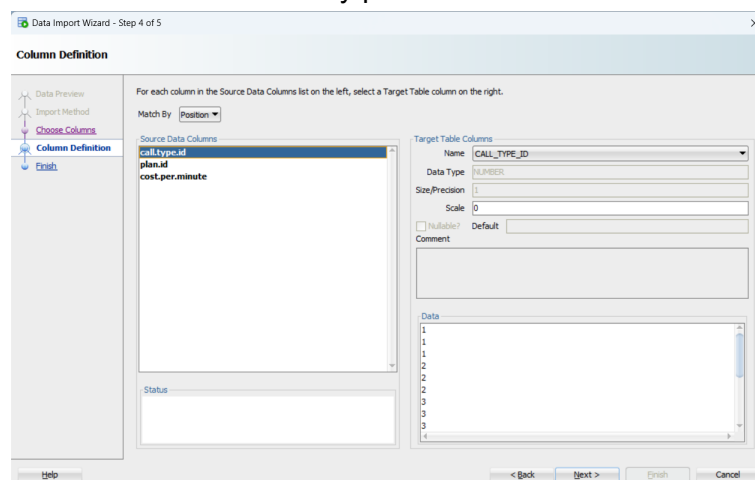 Data Import Wizard - Step 4 of 5
Column Definition
Data Preview
Import Method
Choose Columns
Column Definition
Finish
For each column in the Source Data Columns list on the left, select a Target Table column on the right.
Match By Position
Source Data Columns
call.type.id
plan.id
cost.per.minute
Status
Target Table Columns
Name CALL_TYPE_ID
Data Type NUMBER
Size/Precision 1
Scale 0
Nullable? Default
Comment
Data
1
1
1
2
2
2
3
3
3
Help
< Back Next > Finish Cancel